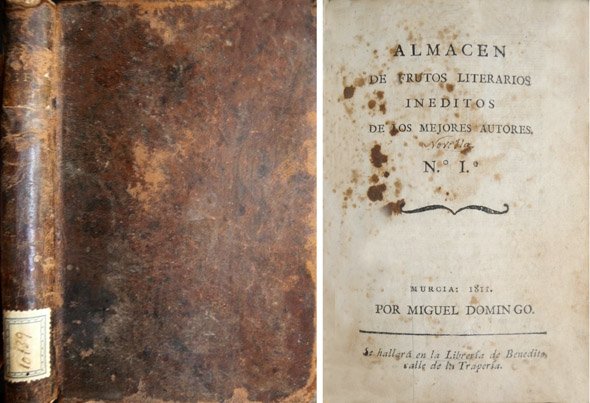 ALMACEN
DE FRUTOS LITERARIOS
INEDITOS
DE LOS MEJORES AUTORES.
N.º I.º
MURCIA: 1811.
POR MIGUEL DOMINGO.
Se hallará en la Librería de Benedito,
calle de la Trapería.